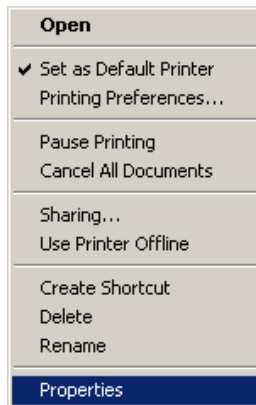 Open
Set as Default Printer
Printing Preferences...
Pause Printing
Cancel All Documents
Sharing...
Use Printer Offline
Create Shortcut
Delete
Rename
Properties